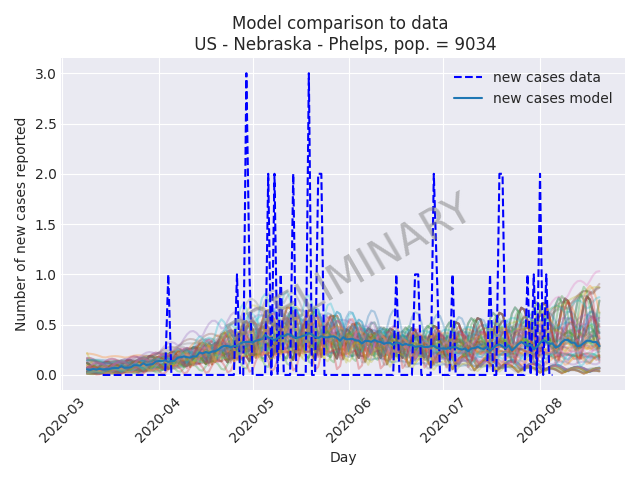 Model comparison to data
US - Nebraska - Phelps, pop. = 9034
3.0
2.5
2.0
1.5
1.0
0.5
0.0
Number of new cases reported
new cases data
new cases model
2020-03
2020-04
2020-05
2020-06
2020-07
2020-08
Day